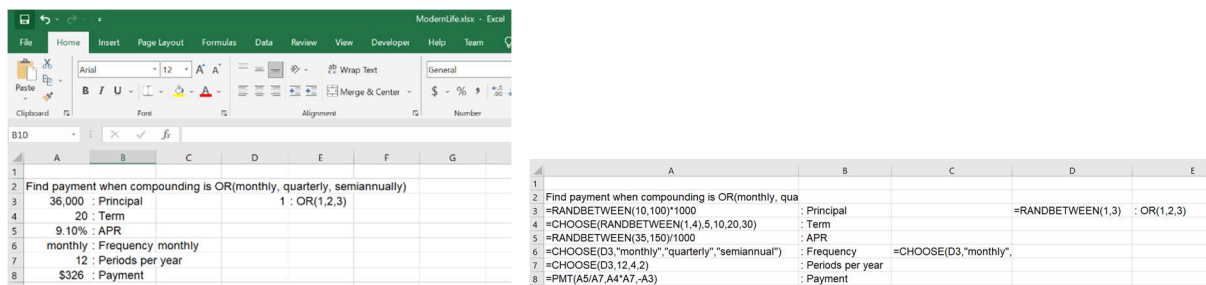 ModernLife.xlsx - Excel
File Home Insert Page Layout Formulas Data Review View Developer Help Team
Paste
Arial 12 A A Wrap Text General
B I U A Merge & Center $ % , .00
Clipboard Font Alignment Number
B10 fx
A B C D E F G
1
2 Find payment when compounding is OR(monthly, quarterly, semiannually)
3 36,000 : Principal 1 : OR(1,2,3)
4 20 : Term
5 9.10% : APR
6 monthly : Frequency monthly
7 12 : Periods per year
8 $326 : Payment
A B C D E
1
2 Find payment when compounding is OR(monthly, qua
3 =RANDBETWEEN(10,100)*1000 : Principal =RANDBETWEEN(1,3) : OR(1,2,3)
4 =CHOOSE(RANDBETWEEN(1,4),5,10,20,30) : Term
5 =RANDBETWEEN(35,150)/1000 : APR
6 =CHOOSE(D3,"monthly","quarterly","semiannual") : Frequency =CHOOSE(D3,"monthly",
7 =CHOOSE(D3,12,4,2) : Periods per year
8 =PMT(A5/A7,A4*A7,-A3) : Payment